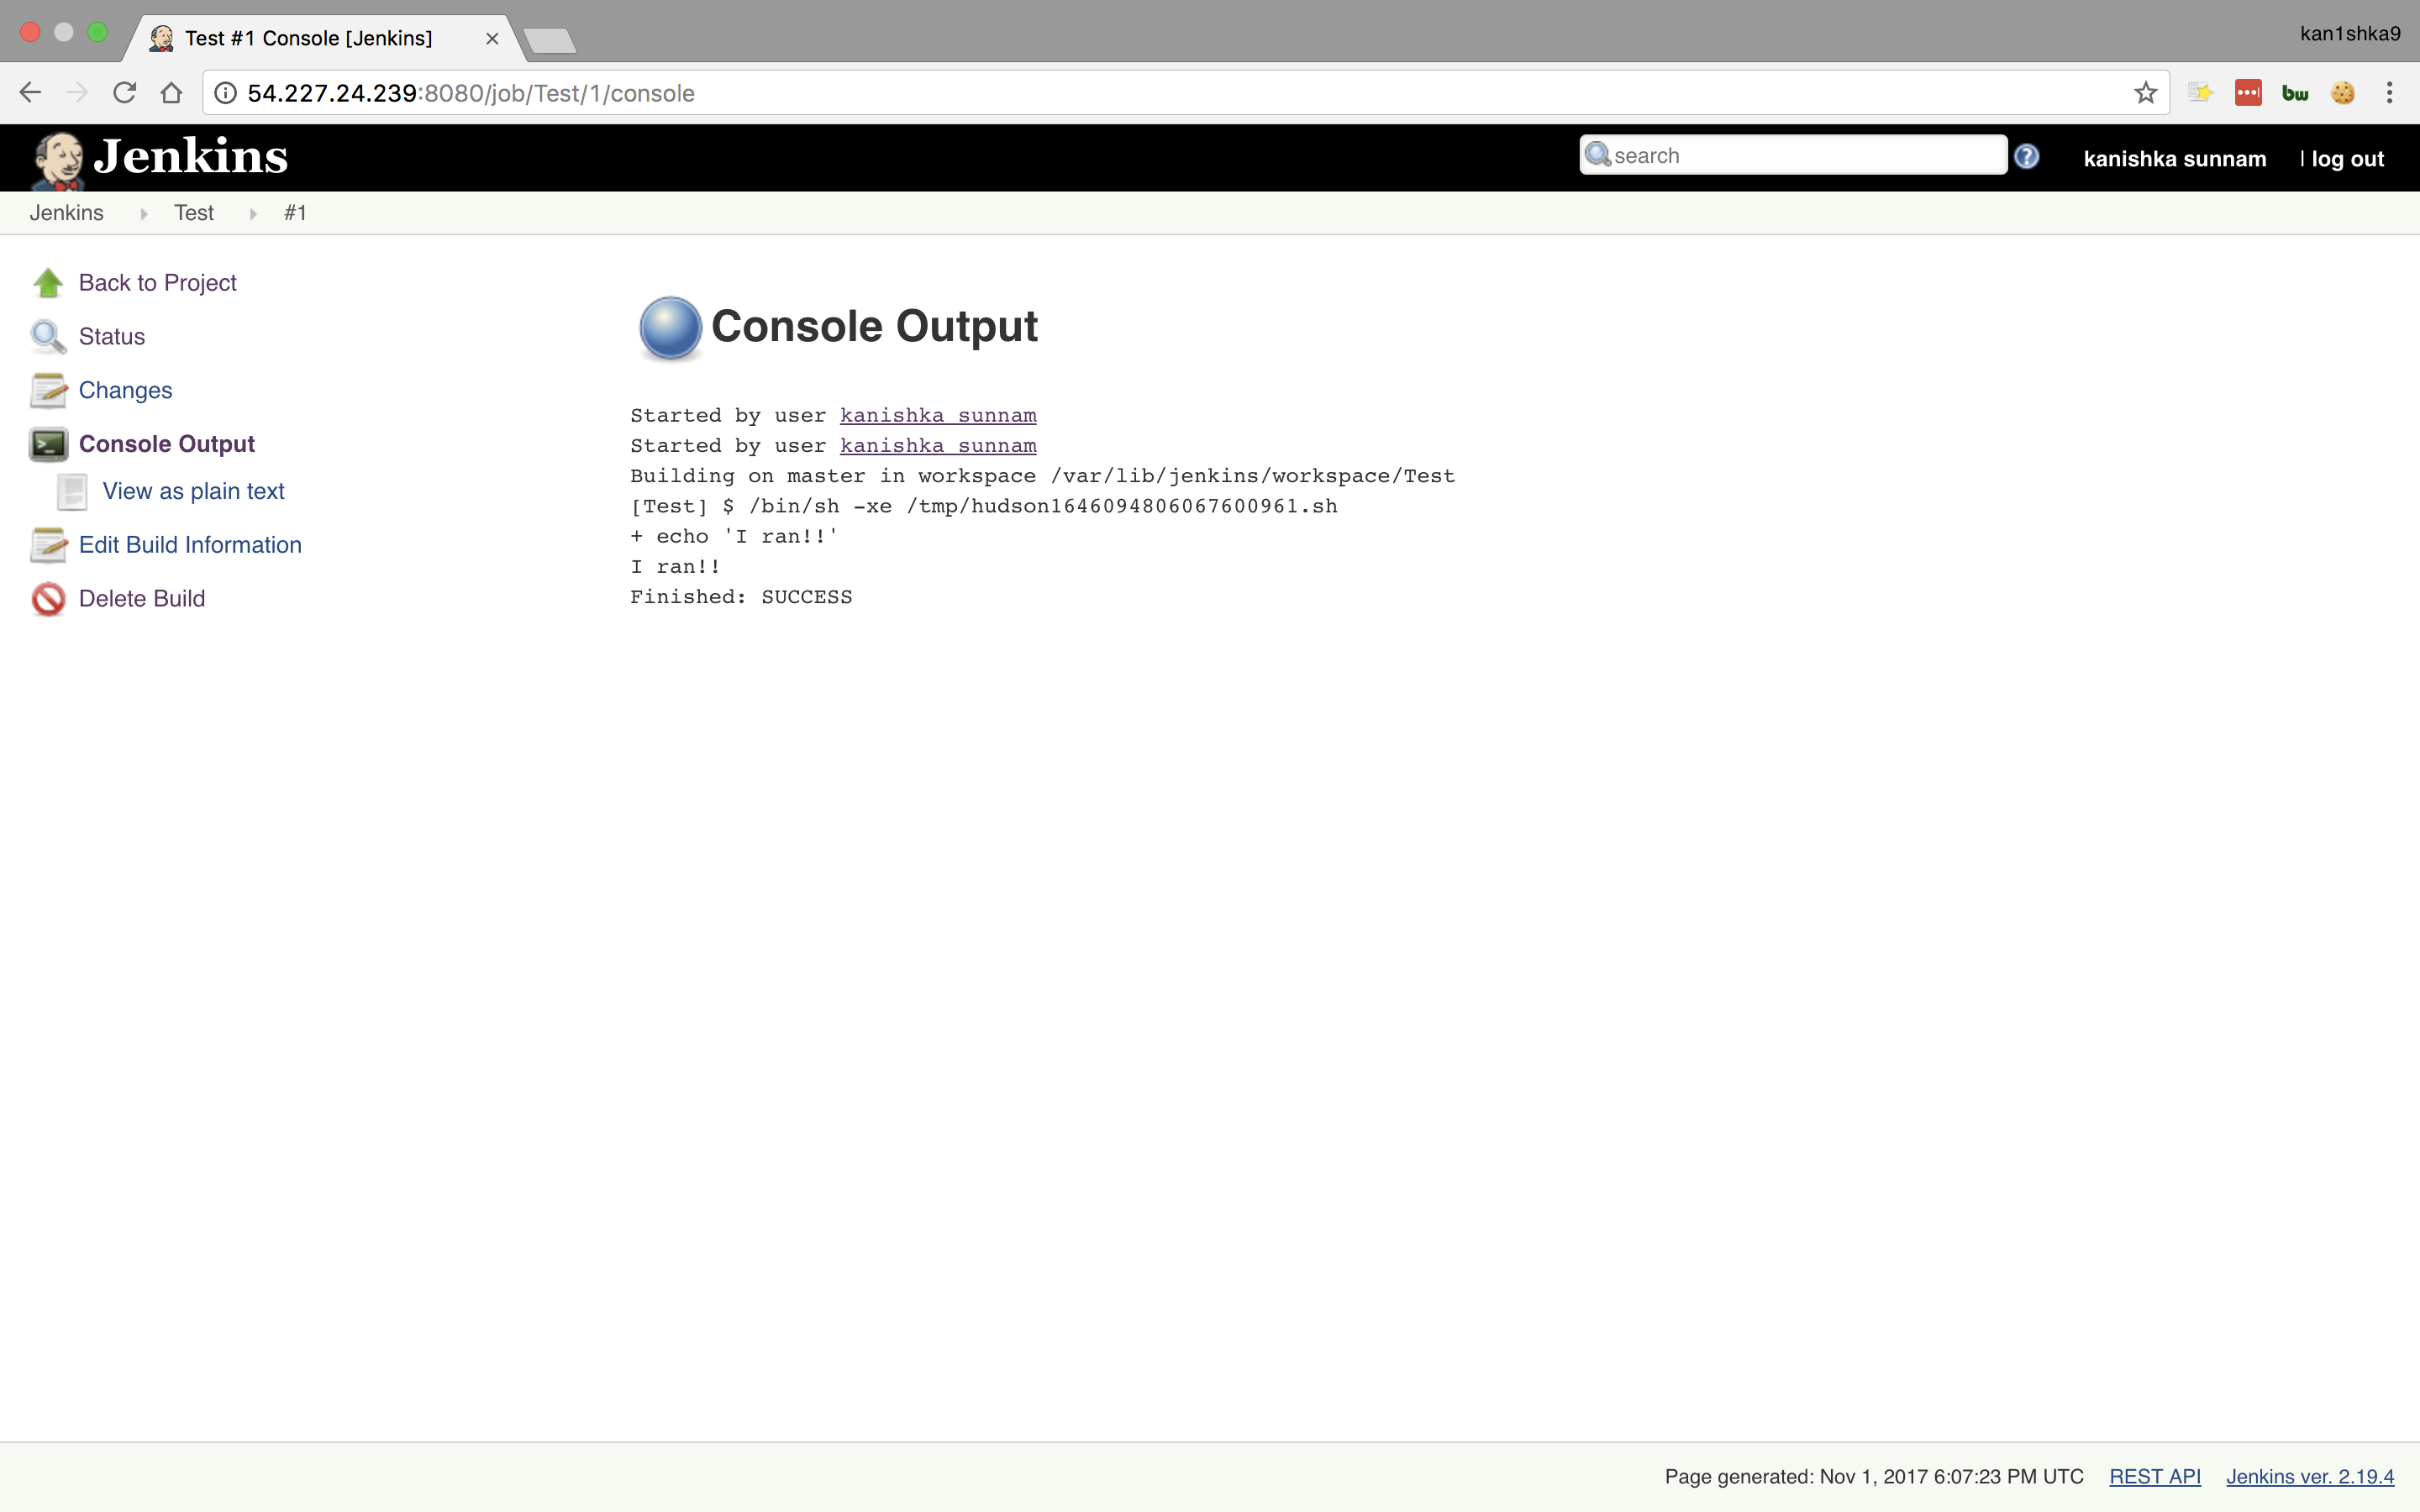 Test #1 Console [Jenkins]
kan1shka9
54.227.24.239:8080/job/Test/1/console
bw
Jenkins
search
kanishka sunnam
| log out
Jenkins
Test
#1
Back to Project
Status
Changes
Console Output
View as plain text
Edit Build Information
Delete Build
Console Output
Started by user kanishka sunnam
Started by user kanishka sunnam
Building on master in workspace /var/lib/jenkins/workspace/Test
[Test] $ /bin/sh -xe /tmp/hudson1646094806067600961.sh
+ echo 'I ran!!'
I ran!!
Finished: SUCCESS
Page generated: Nov 1, 2017 6:07:23 PM UTC
REST API
Jenkins ver. 2.19.4